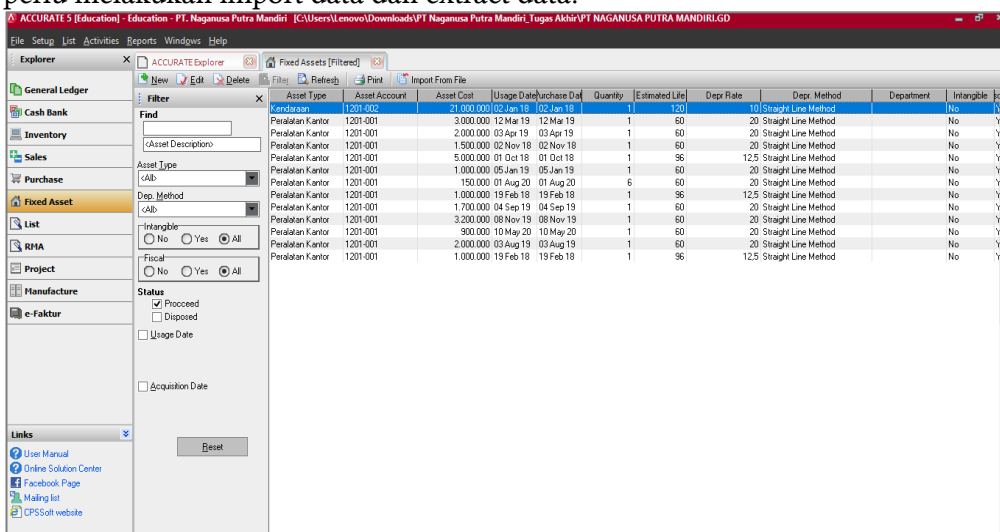 perlu melakukan import data dan extract data.
ACCURATE 5 [Education] - Education - PT. Naganusa Putra Mandiri [C:\Users\Lenovo\Downloads\PT Naganusa Putra Mandiri_Tugas Akhir\PT NAGANUSA PUTRA MANDIRI.GD
File Setup List Activities Reports Windows Help
Explorer X
ACCURATE Explorer
Fixed Assets [Filtered]
New Edit Delete Filter Refresh Print Import From File
General Ledger
Cash Bank
Inventory
Sales
Purchase
Fixed Asset
List
RMA
Project
Manufacture
e-Faktur
Links
User Manual
Online Solution Center
Facebook Page
Mailing list
CPSSoft website
Filter X
Find
<Asset Description>
Asset Type
<All>
Dep. Method
<All>
Intangible
No Yes All
Fiscal
No Yes All
Status
Procceed
Disposed
Usage Date
Acquisition Date
Reset
Asset Type Asset Account Asset Cost Usage Date urchase Dat Quantity Estimated Life Depr Rate Depr. Method Department Intangible
Kendaraan 1201-002 21.000.000 02 Jan 18 02 Jan 18 1 120 10 Straight Line Method No Y
Peralatan Kantor 1201-001 3.000.000 12 Mar 19 12 Mar 19 1 60 20 Straight Line Method No Y
Peralatan Kantor 1201-001 2.000.000 03 Apr 19 03 Apr 19 1 60 20 Straight Line Method No Y
Peralatan Kantor 1201-001 1.500.000 02 Nov 18 02 Nov 18 1 60 20 Straight Line Method No Y
Peralatan Kantor 1201-001 5.000.000 01 Oct 18 01 Oct 18 1 96 12,5 Straight Line Method No Y
Peralatan Kantor 1201-001 1.000.000 05 Jan 19 05 Jan 19 1 60 20 Straight Line Method No Y
Peralatan Kantor 1201-001 150.000 01 Aug 20 01 Aug 20 6 60 20 Straight Line Method No Y
Peralatan Kantor 1201-001 1.000.000 19 Feb 18 19 Feb 18 1 96 12,5 Straight Line Method No Y
Peralatan Kantor 1201-001 1.700.000 04 Sep 19 04 Sep 19 1 60 20 Straight Line Method No Y
Peralatan Kantor 1201-001 3.200.000 08 Nov 19 08 Nov 19 1 60 20 Straight Line Method No Y
Peralatan Kantor 1201-001 900.000 10 May 20 10 May 20 1 60 20 Straight Line Method No Y
Peralatan Kantor 1201-001 2.000.000 03 Aug 19 03 Aug 19 1 60 20 Straight Line Method No Y
Peralatan Kantor 1201-001 1.000.000 19 Feb 18 19 Feb 18 1 96 12,5 Straight Line Method No Y